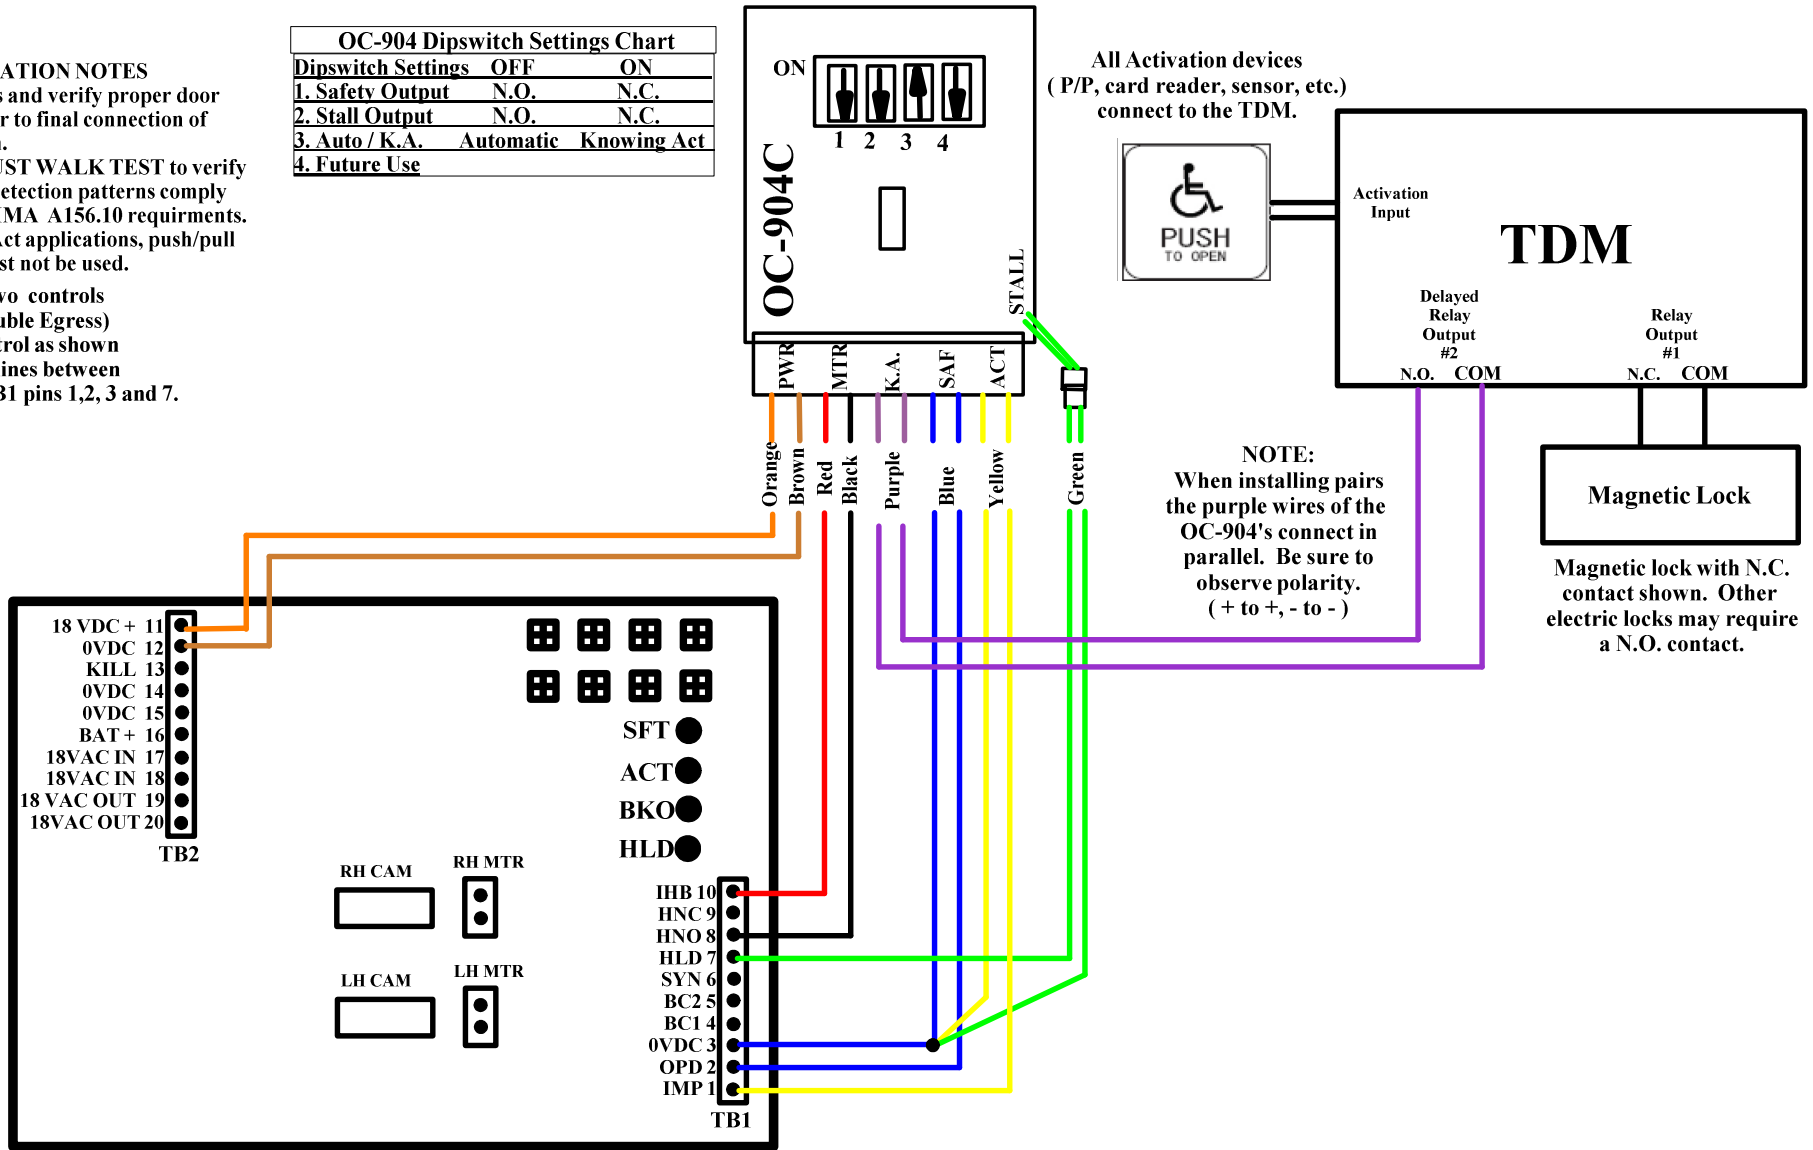 ATION NOTES
s and verify proper door
r to final connection of
UST WALK TEST to verify
etection patterns comply
MA A156.10 requirments.
Act applications, push/pull
st not be used.
vo controls
uble Egress)
trol as shown
ines between
B1 pins 1,2, 3 and 7.
OC-904 Dipswitch Settings Chart
Dipswitch Settings OFF ON
1. Safety Output N.O. N.C.
2. Stall Output N.O. N.C.
3. Auto / K.A. Automatic Knowing Act
4. Future Use
ON
1 2 3 4
OC-904C
STALL
PWR
MTR
K.A.
SAF
ACT
Orange
Brown
Red
Black
Purple
Blue
Yellow
Green
All Activation devices
( P/P, card reader, sensor, etc.)
connect to the TDM.
PUSH
TO OPEN
Activation
Input
TDM
Delayed
Relay
Output
#2
N.O. COM
Relay
Output
#1
N.C. COM
Magnetic Lock
Magnetic lock with N.C.
contact shown. Other
electric locks may require
a N.O. contact.
NOTE:
When installing pairs
the purple wires of the
OC-904's connect in
parallel. Be sure to
observe polarity.
( + to +, - to - )
18 VDC + 11
0VDC 12
KILL 13
0VDC 14
0VDC 15
BAT + 16
18VAC IN 17
18VAC IN 18
18 VAC OUT 19
18VAC OUT 20
TB2
SFT
ACT
BKO
HLD
RH CAM
RH MTR
LH CAM
LH MTR
IHB 10
HNC 9
HNO 8
HLD 7
SYN 6
BC2 5
BC1 4
0VDC 3
OPD 2
IMP 1
TB1